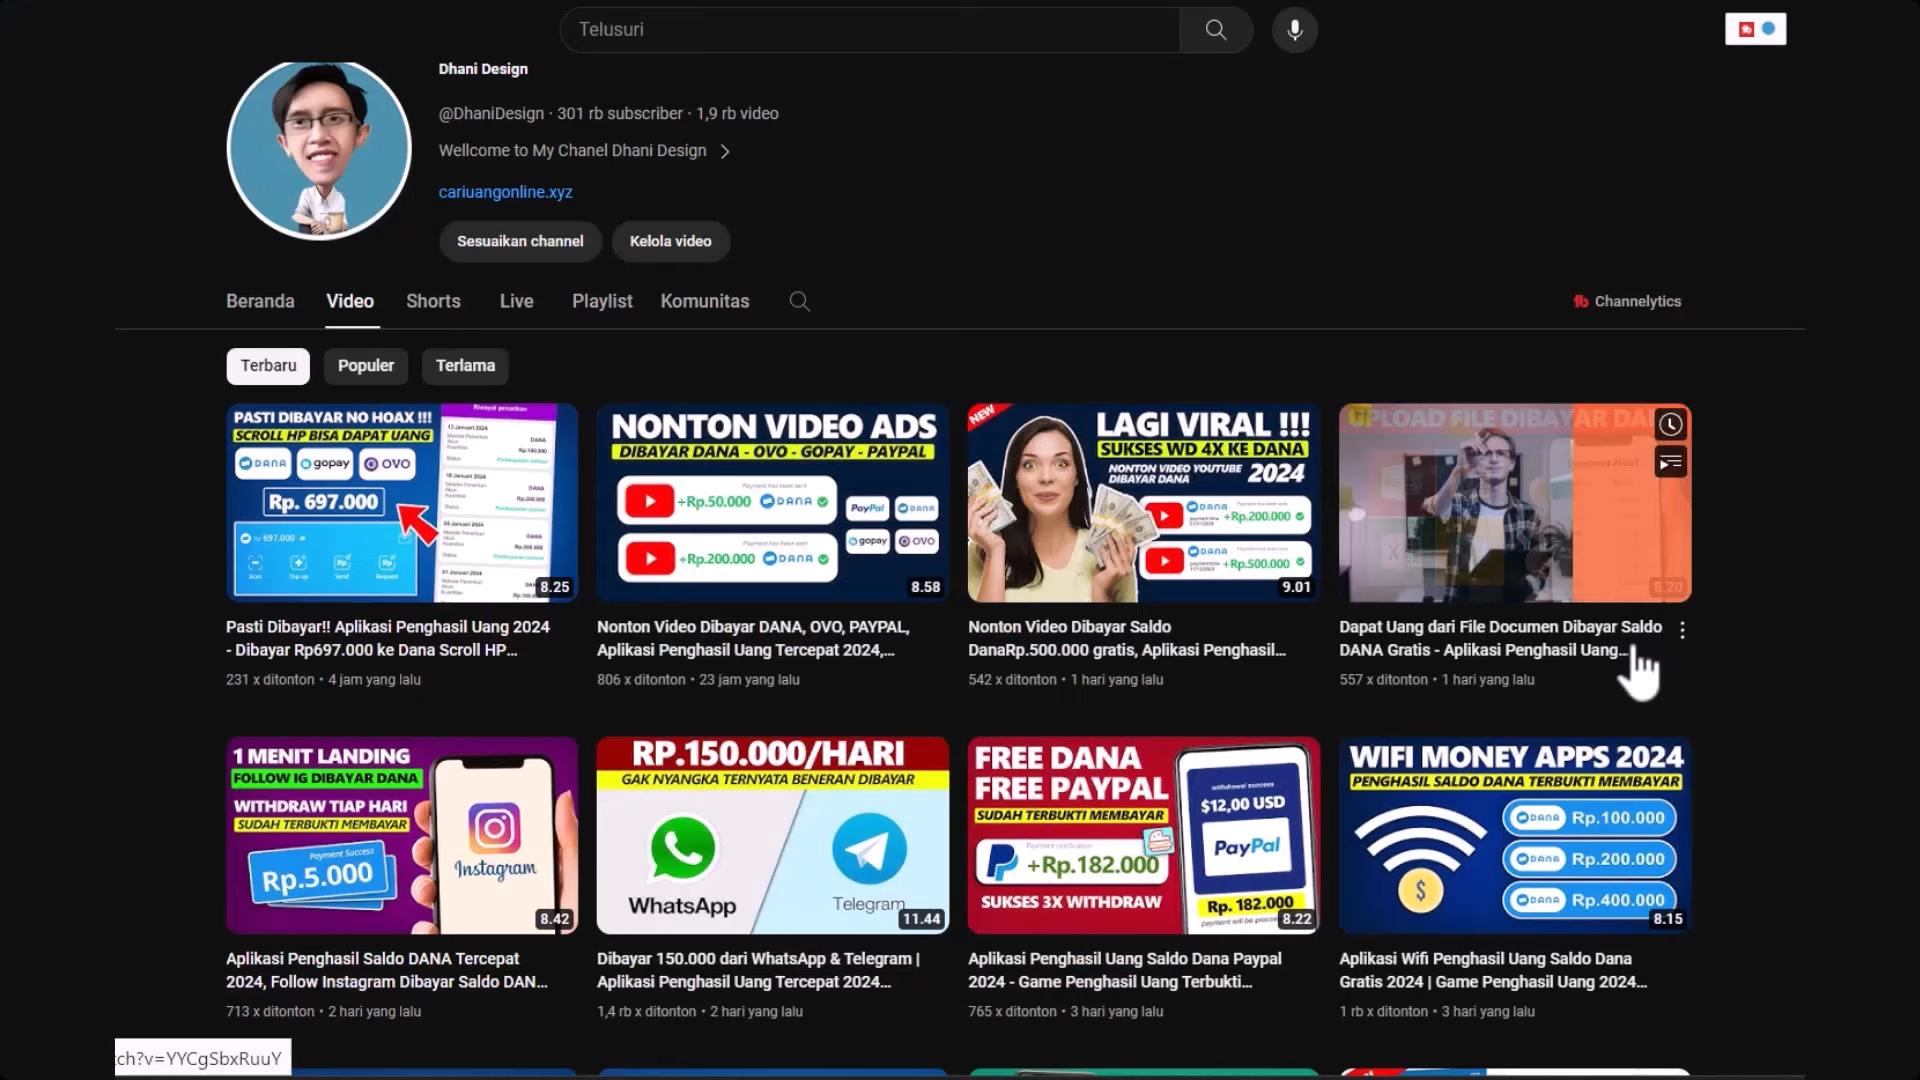 Telusuri
Dhani Design
@DhaniDesign · 301 rb subscriber · 1,9 rb video
Wellcome to My Chanel Dhani Design
cariuangonline.xyz
Sesuaikan channel
Kelola video
Beranda
Video
Shorts
Live
Playlist
Komunitas
Channelytics
Terbaru
Populer
Terlama
PASTI DIBAYAR NO HOAX !!!
SCROLL HP BISA DAPAT UANG
DANA
gopay
OVO
Rp. 697.000
8.25
NONTON VIDEO ADS
DIBAYAR DANA - OVO - GOPAY - PAYPAL
+Rp.50.000 DANA
+Rp.200.000 DANA
PayPal
DANA
gopay
OVO
8.58
NEW
LAGI VIRAL !!!
SUKSES WD 4X KE DANA
NONTON VIDEO YOUTUBE
DIBAYAR DANA
2024
DANA
+Rp.200.000
DANA
+Rp.500.000
9.01
UPLOAD FILE DIBAYAR DAN
8.20
Pasti Dibayar!! Aplikasi Penghasil Uang 2024
- Dibayar Rp697.000 ke Dana Scroll HP...
231 x ditonton • 4 jam yang lalu
Nonton Video Dibayar DANA, OVO, PAYPAL,
Aplikasi Penghasil Uang Tercepat 2024,...
806 x ditonton • 23 jam yang lalu
Nonton Video Dibayar Saldo
DanaRp.500.000 gratis, Aplikasi Penghasil...
542 x ditonton • 1 hari yang lalu
Dapat Uang dari File Documen Dibayar Saldo
DANA Gratis - Aplikasi Penghasil Uang...
557 x ditonton • 1 hari yang lalu
1 MENIT LANDING
FOLLOW IG DIBAYAR DANA
WITHDRAW TIAP HARI
SUDAH TERBUKTI MEMBAYAR
Payment Success
Rp.5.000
Instagram
8.42
RP.150.000/HARI
GAK NYANGKA TERNYATA BENERAN DIBAYAR
WhatsApp
Telegram
11.44
FREE DANA
FREE PAYPAL
SUDAH TERBUKTI MEMBAYAR
Payment notification
+Rp.182.000
SUKSES 3X WITHDRAW
withdrawal success
$12,00 USD
PayPal
Rp. 182.000
8.22
WIFI MONEY APPS 2024
PENGHASIL SALDO DANA TERBUKTI MEMBAYAR
DANA Rp.100.000
DANA Rp.200.000
DANA Rp.400.000
8.15
Aplikasi Penghasil Saldo DANA Tercepat
2024, Follow Instagram Dibayar Saldo DAN...
713 x ditonton • 2 hari yang lalu
Dibayar 150.000 dari WhatsApp & Telegram |
Aplikasi Penghasil Uang Tercepat 2024...
1,4 rb x ditonton • 2 hari yang lalu
Aplikasi Penghasil Uang Saldo Dana Paypal
2024 - Game Penghasil Uang Terbukti...
765 x ditonton • 3 hari yang lalu
Aplikasi Wifi Penghasil Uang Saldo Dana
Gratis 2024 | Game Penghasil Uang 2024...
1 rb x ditonton • 3 hari yang lalu
tch?v=YYCgSbxRuuY